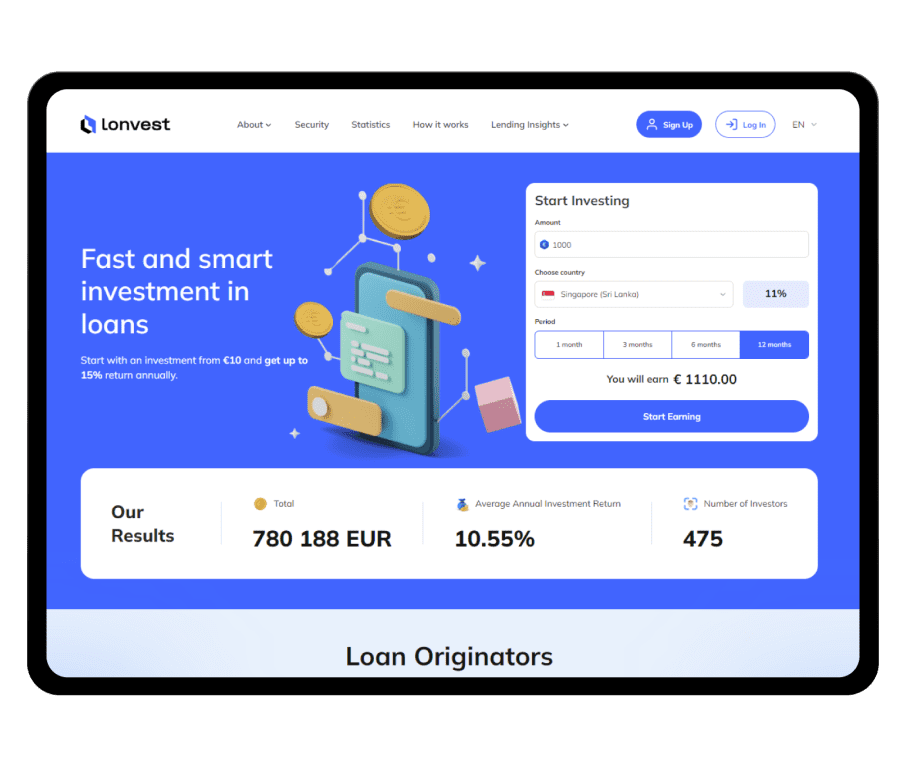 lonvest
About
Security
Statistics
How it works
Lending Insights
Sign Up
Log In
EN
Fast and smart
investment in
loans
Start with an investment from €10 and get up to
15% return annually.
Start Investing
Amount
€ 1000
Choose country
Singapore (Sri Lanka)
11%
Period
1 month
3 months
6 months
12 months
You will earn € 1110.00
Start Earning
Our
Results
Total
780 188 EUR
Average Annual Investment Return
10.55%
Number of Investors
475
Loan Originators